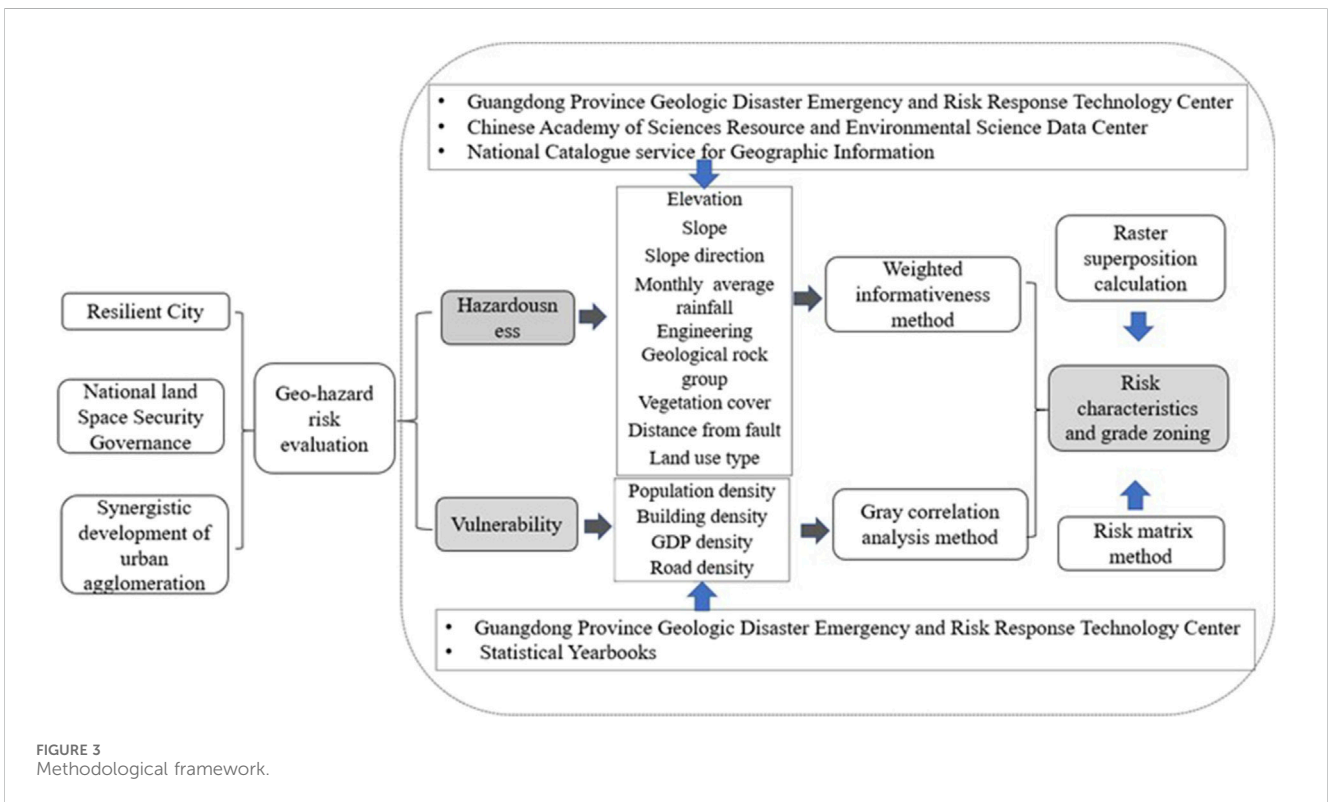 • Guangdong Province Geologic Disaster Emergency and Risk Response Technology Center
• Chinese Academy of Sciences Resource and Environmental Science Data Center
• National Catalogue service for Geographic Information
Resilient City
National land
Space Security
Governance
Synergistic
development of
urban
agglomeration
Geo-hazard
risk
evaluation
Hazardousn
ess
Vulnerability
Elevation
Slope
Slope direction
Monthly average
rainfall
Engineering
Geological rock
group
Vegetation cover
Distance from fault
Land use type
Population density
Building density
GDP density
Road density
Weighted
informativeness
method
Gray correlation
analysis method
Raster
superposition
calculation
Risk
characteristics
and grade zoning
Risk matrix
method
• Guangdong Province Geologic Disaster Emergency and Risk Response Technology Center
• Statistical Yearbooks
FIGURE 3
Methodological framework.